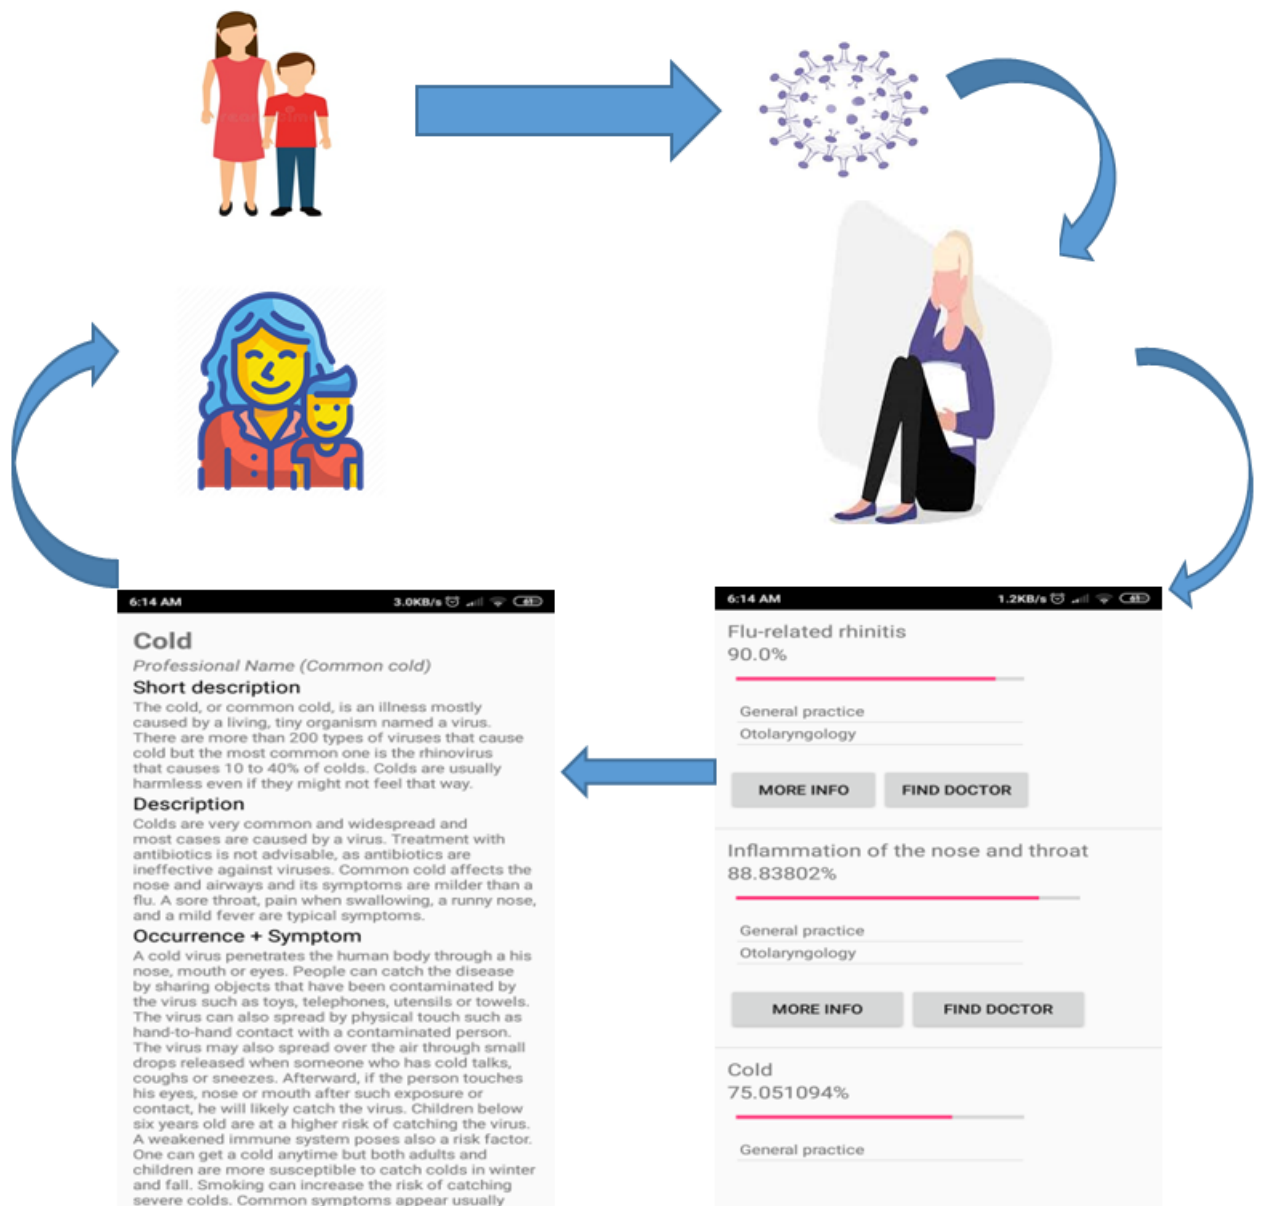 6:14 AM
3.0KB/s
61
Cold
Professional Name (Common cold)
Short description
The cold, or common cold, is an illness mostly
caused by a living, tiny organism named a virus.
There are more than 200 types of viruses that cause
cold but the most common one is the rhinovirus
that causes 10 to 40% of colds. Colds are usually
harmless even if they might not feel that way.
Description
Colds are very common and widespread and
most cases are caused by a virus. Treatment with
antibiotics is not advisable, as antibiotics are
ineffective against viruses. Common cold affects the
nose and airways and its symptoms are milder than a
flu. A sore throat, pain when swallowing, a runny nose,
and a mild fever are typical symptoms.
Occurrence + Symptom
A cold virus penetrates the human body through a his
nose, mouth or eyes. People can catch the disease
by sharing objects that have been contaminated by
the virus such as toys, telephones, utensils or towels.
The virus can also spread by physical touch such as
hand-to-hand contact with a contaminated person.
The virus may also spread over the air through small
drops released when someone who has cold talks,
coughs or sneezes. Afterward, if the person touches
his eyes, nose or mouth after such exposure or
contact, he will likely catch the virus. Children below
six years old are at a higher risk of catching the virus.
A weakened immune system poses also a risk factor.
One can get a cold anytime but both adults and
children are more susceptible to catch colds in winter
and fall. Smoking can increase the risk of catching
severe colds. Common symptoms appear usually
6:14 AM
1.2KB/s
61
Flu-related rhinitis
90.0%
General practice
Otolaryngology
MORE INFO
FIND DOCTOR
Inflammation of the nose and throat
88.83802%
General practice
Otolaryngology
MORE INFO
FIND DOCTOR
Cold
75.051094%
General practice